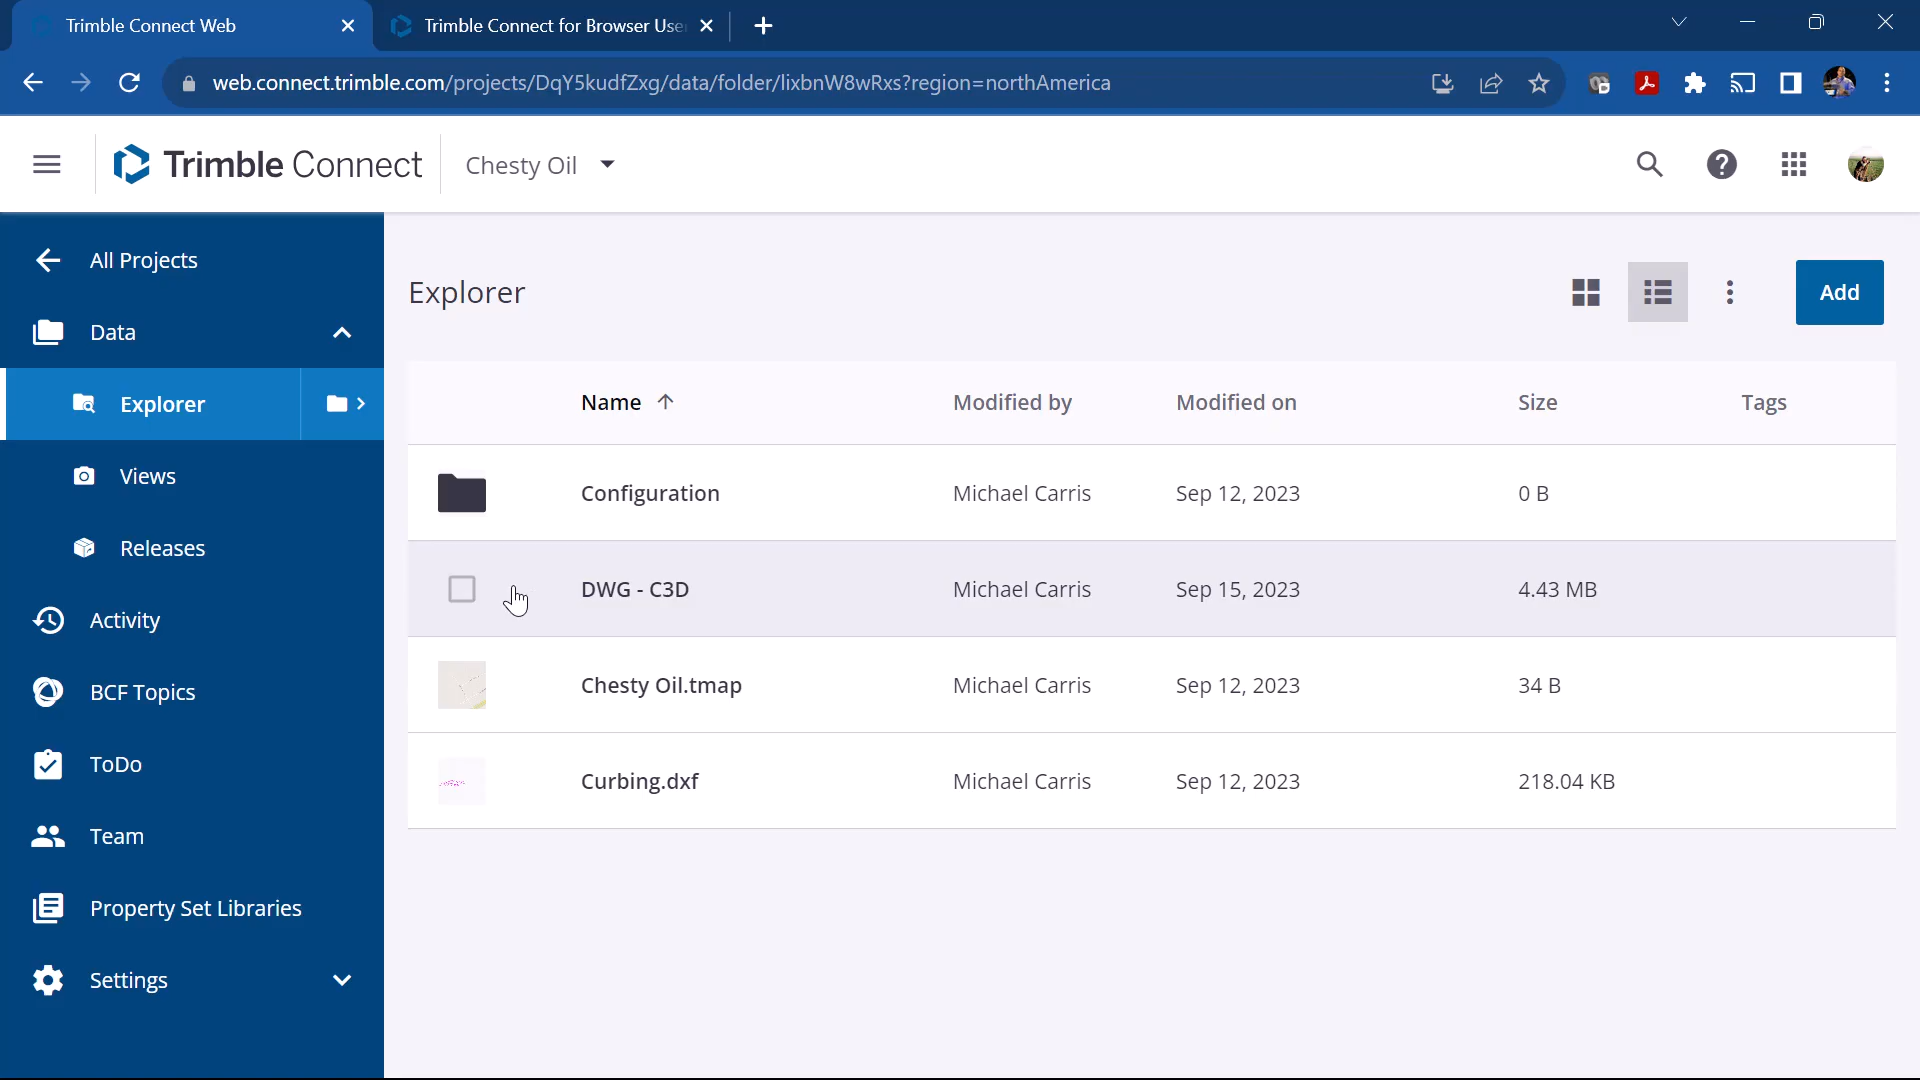 Trimble Connect Web
Trimble Connect for Browser Use
web.connect.trimble.com/projects/DqY5kudfZxg/data/folder/lixbnW8wRxs?region=northAmerica
Trimble Connect
Chesty Oil
All Projects
Data
Explorer
Views
Releases
Activity
BCF Topics
ToDo
Team
Property Set Libraries
Settings
Explorer
Add
Name Modified by Modified on Size Tags
Configuration Michael Carris Sep 12, 2023 0 B
DWG - C3D Michael Carris Sep 15, 2023 4.43 MB
Chesty Oil.tmap Michael Carris Sep 12, 2023 34 B
Curbing.dxf Michael Carris Sep 12, 2023 218.04 KB